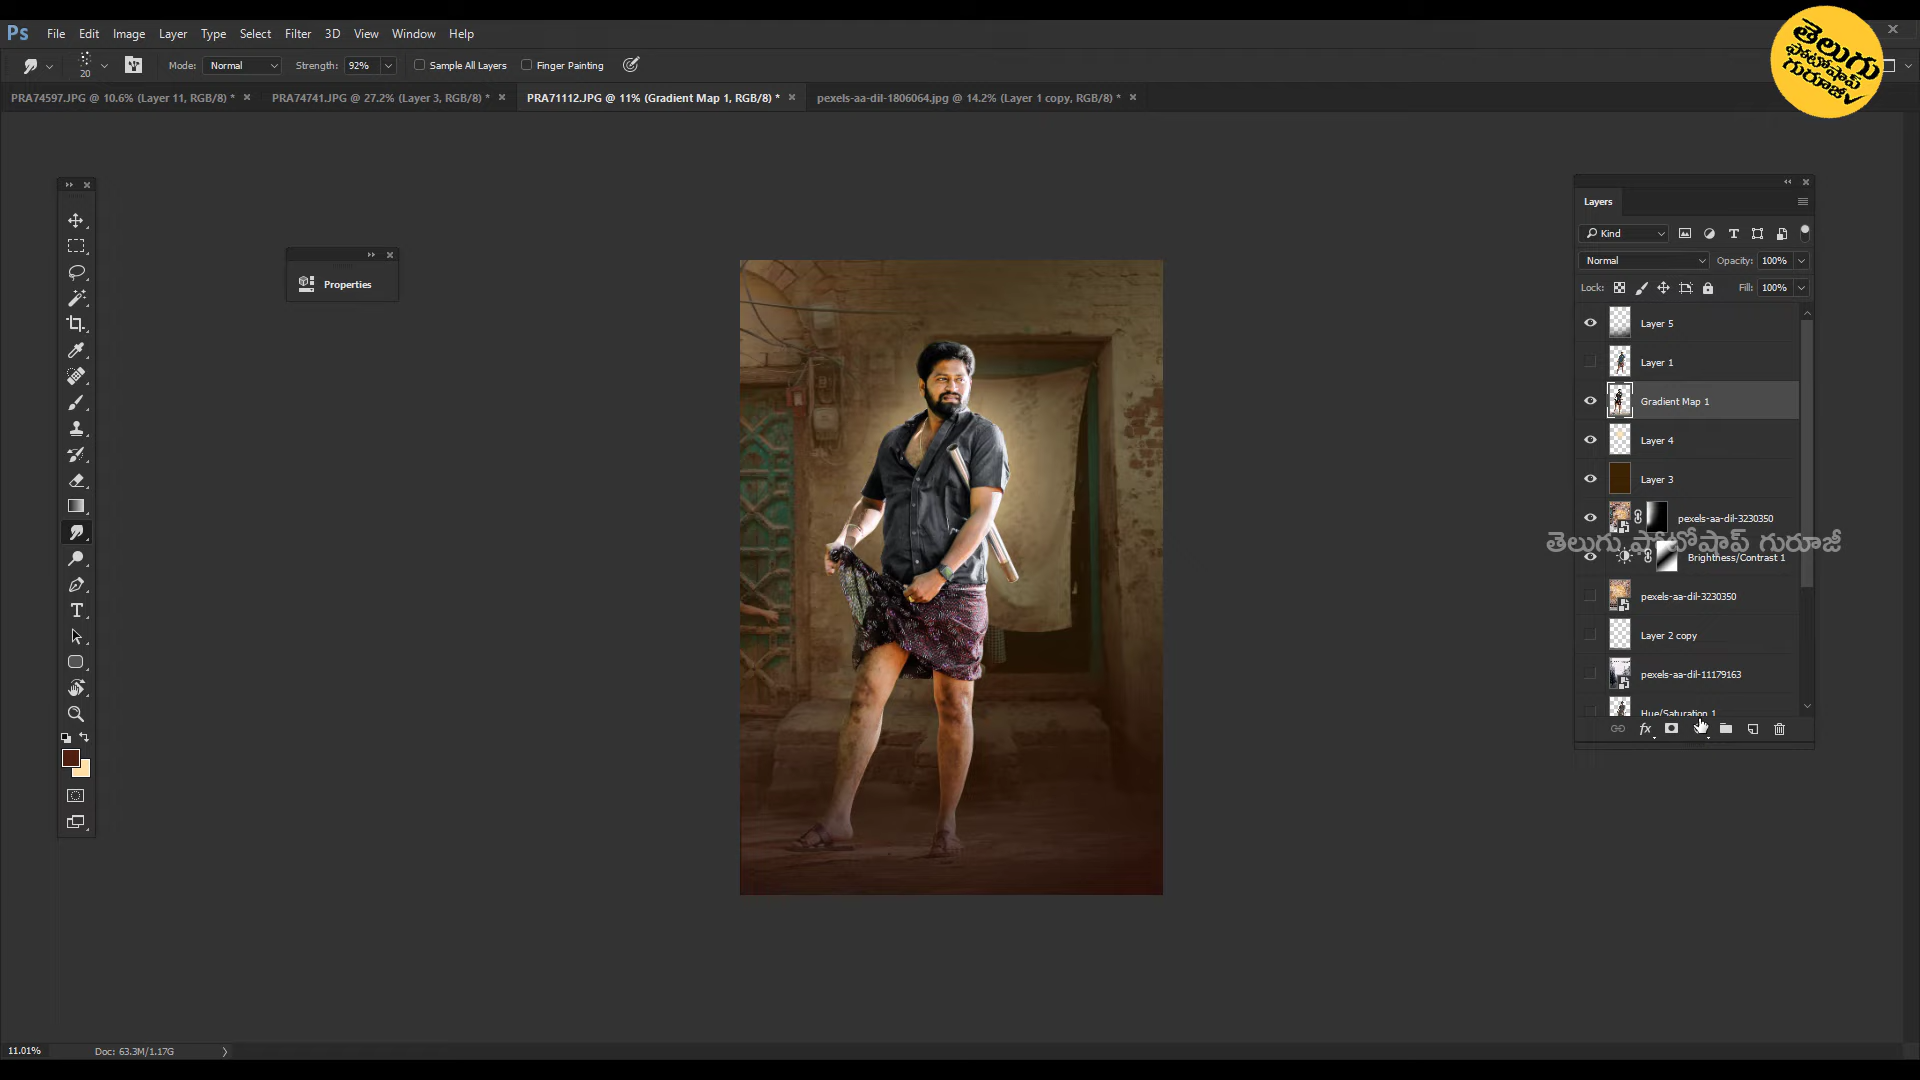 Ps File Edit Image Layer Type Select Filter 3D View Window Help
తెలుగు
ఫోటోషాప్
గురూజీ
20 Mode: Normal Strength: 92% Sample All Layers Finger Painting
PRA74597.JPG @ 10.6% (Layer 11, RGB/8) * PRA74741.JPG @ 27.2% (Layer 3, RGB/8) * PRA71112.JPG @ 11% (Gradient Map 1, RGB/8) * pexels-aa-dil-1806064.jpg @ 14.2% (Layer 1 copy, RGB/8) *
Properties
Layers
Kind
Normal Opacity: 100%
Lock: Fill: 100%
Layer 5
Layer 1
Gradient Map 1
Layer 4
Layer 3
pexels-aa-dil-3230350
తెలుగు ఫోటోషాప్ గురూజీ
Brightness/Contrast 1
pexels-aa-dil-3230350
Layer 2 copy
pexels-aa-dil-11179163
Hue/Saturation 1
fx
11.01% Doc: 63.3M/1.17G